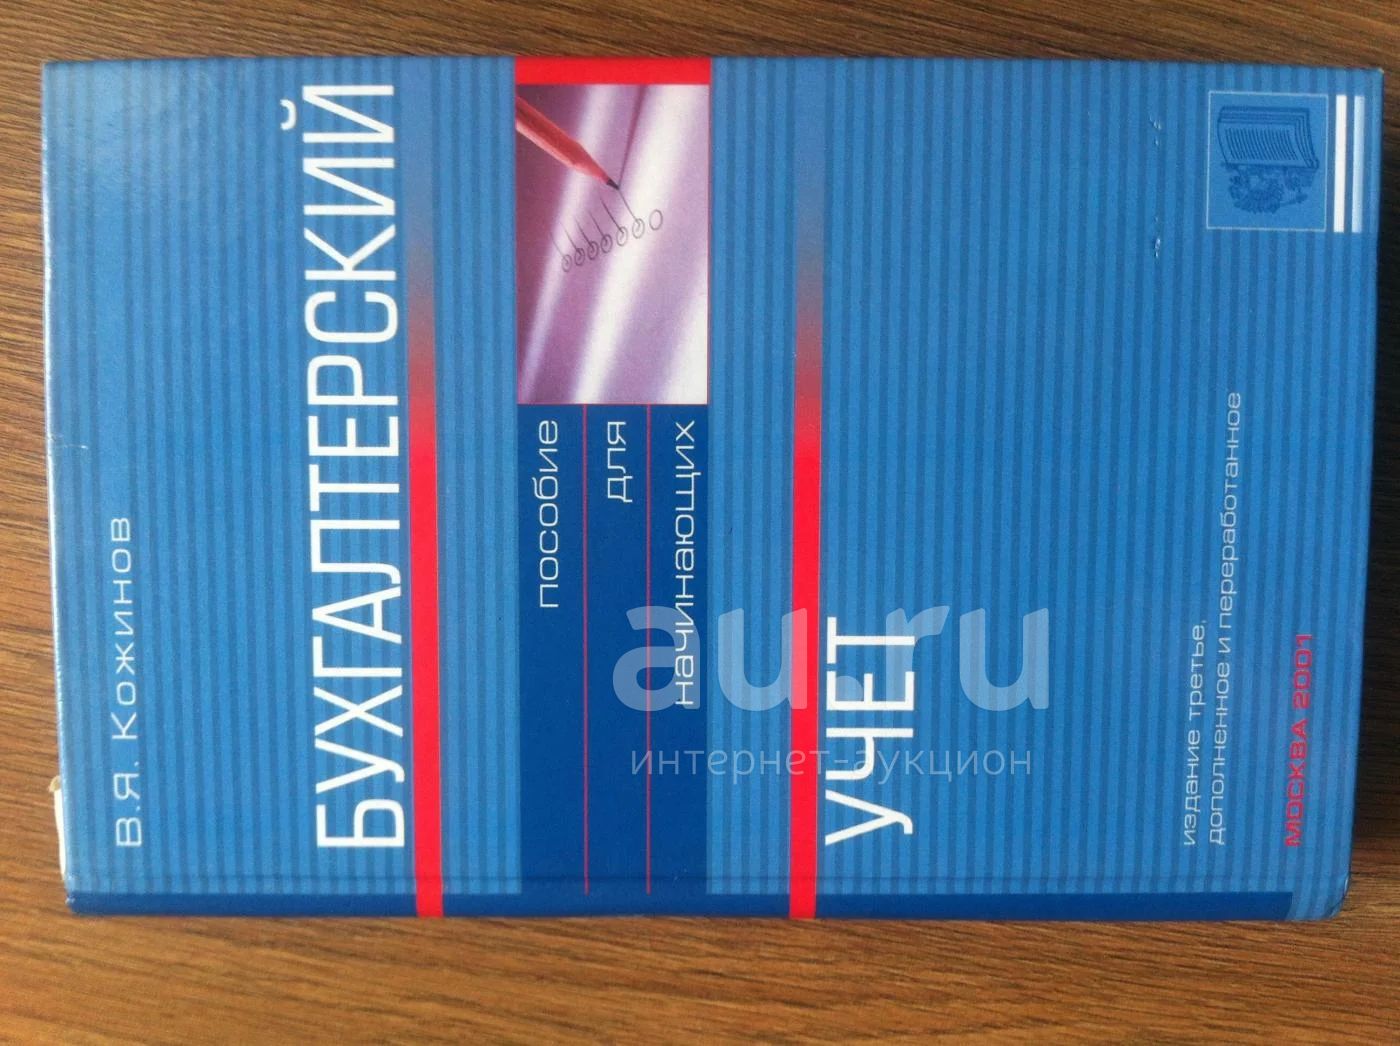 В.Я. Кожинов
БУХГАЛТЕРСКИЙ
пособие
для
начинающих
УЧЕТ
издание третье,
дополненное и переработанное
МОСКВА 2001
au.ru
интернет-аукцион